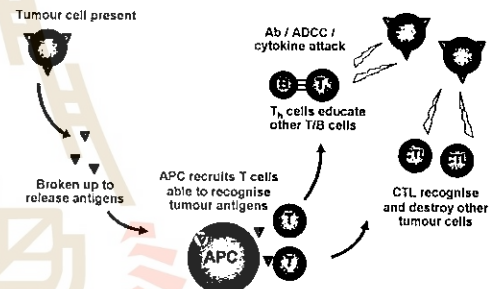 Tumour cell present
Broken up to
release antigens
APC recruits T cells
able to recognise
tumour antigens
APC
T
T
Ab / ADCC /
cytokine attack
B
T
Th cells educate
other T/B cells
T
T
CTL recognise
and destroy other
tumour cells